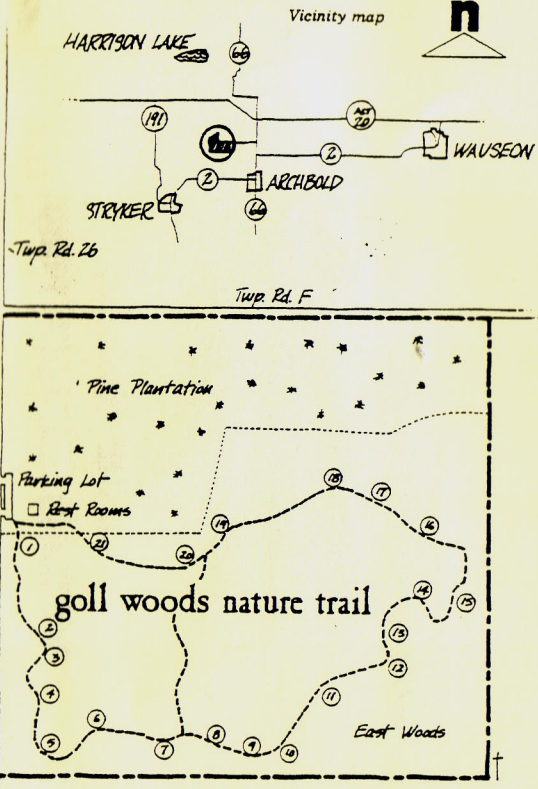 Vicinity map
n
HARRISON LAKE
66
191
ALT 20
2
WAUSEON
2
ARCHBOLD
STRYKER
66
Twp. Rd. 26
Twp. Rd. F
Pine Plantation
Parking Lot
Rest Rooms
18
17
19
16
1
21
20
14
15
goll woods nature trail
2
13
3
12
4
11
6
East Woods
8
5
7
9
10